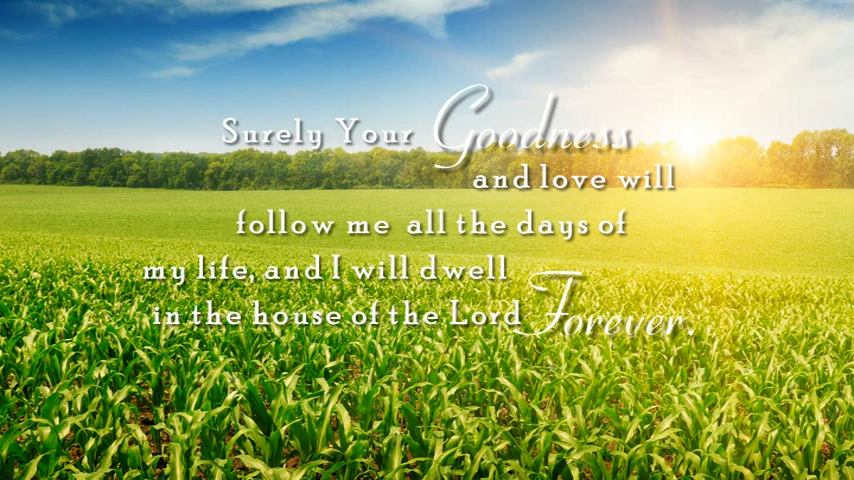 Surely Your Goodness
and love will
follow me all the days of
my life, and I will dwell
in the house of the Lord Forever.